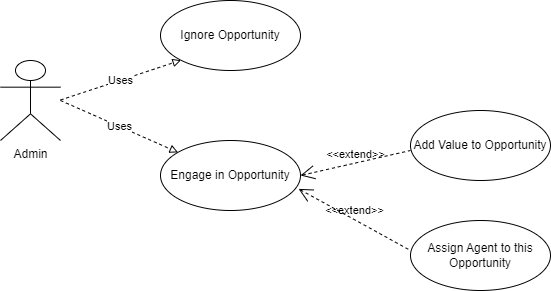 Ignore Opportunity
Uses
Uses
Admin
Engage in Opportunity
<<extend>>
Add Value to Opportunity
<<extend>>
Assign Agent to this
Opportunity